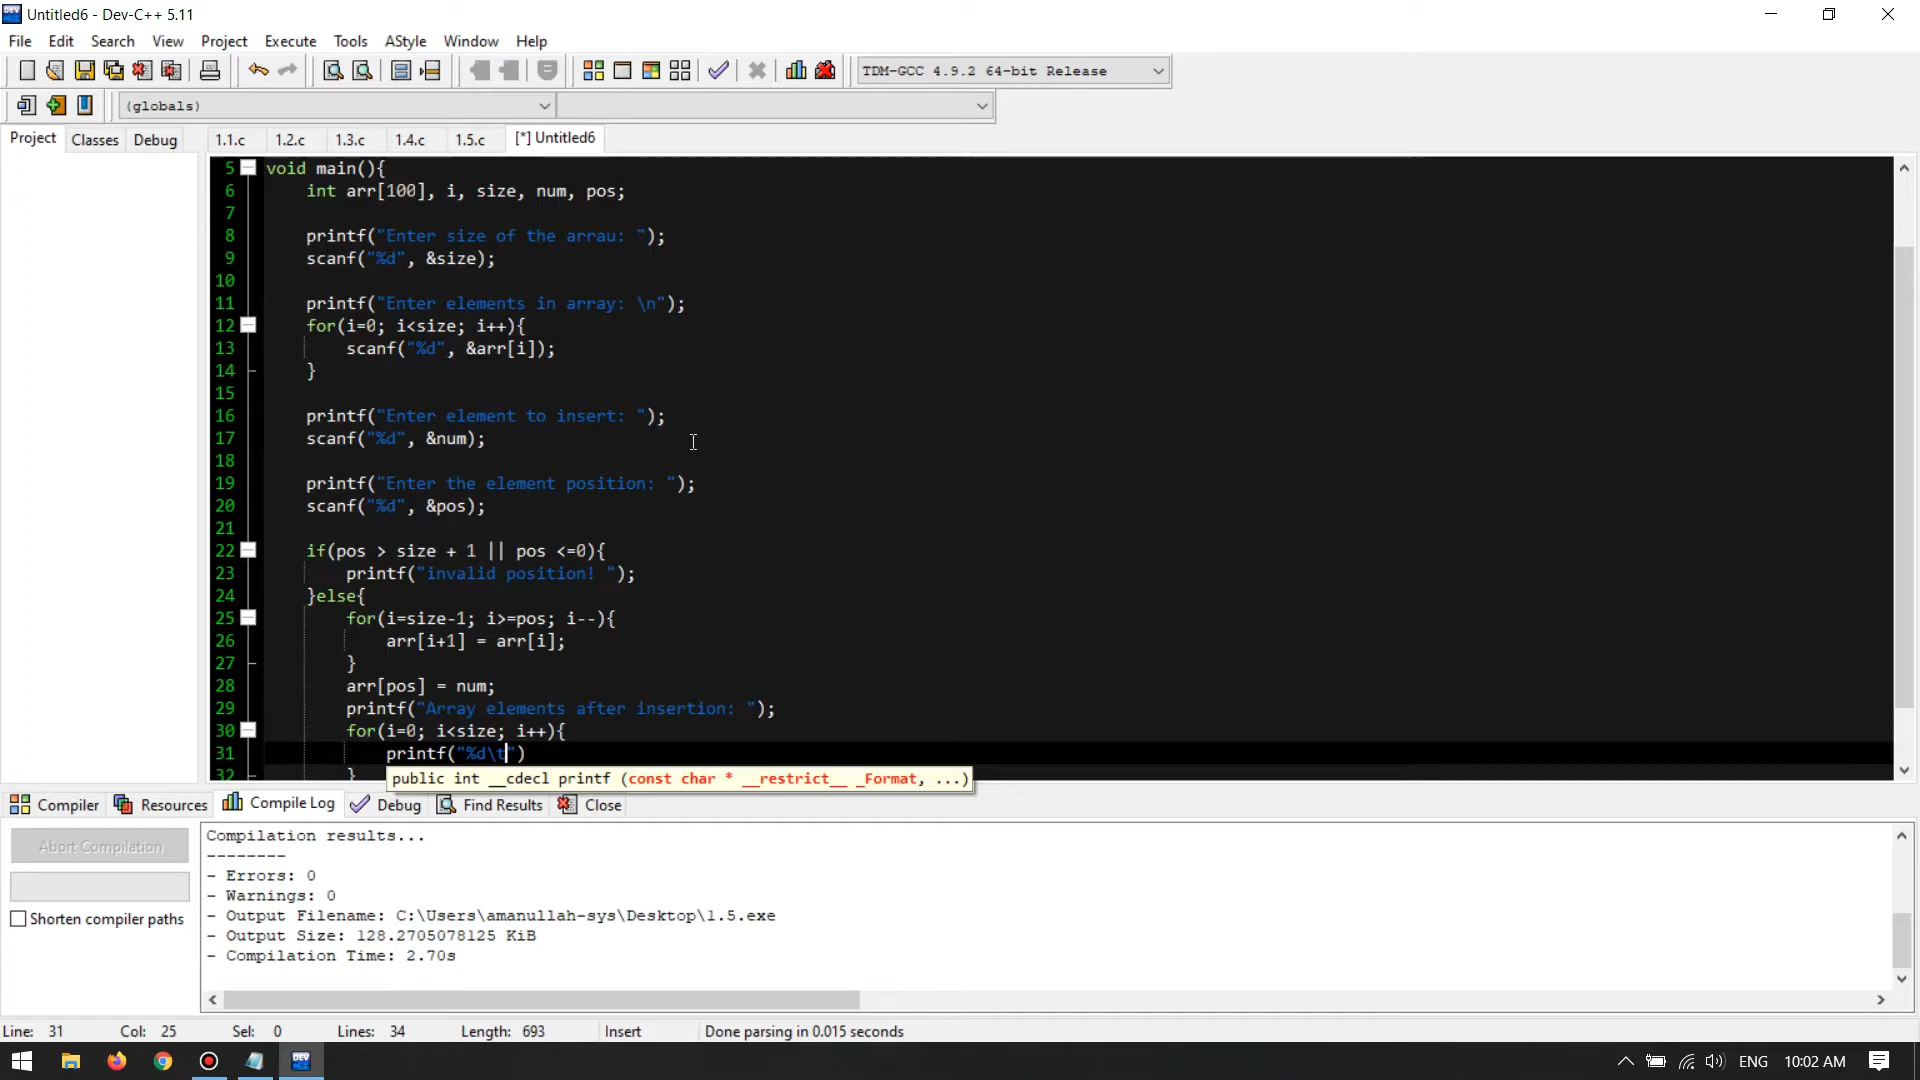 Untitled6 - Dev-C++ 5.11
File Edit Search View Project Execute Tools AStyle Window Help
TDM-GCC 4.9.2 64-bit Release
(globals)
Project Classes Debug 1.1.c 1.2.c 1.3.c 1.4.c 1.5.c [*] Untitled6
5 void main(){
6 int arr[100], i, size, num, pos;
7
8 printf("Enter size of the arrau: ");
9 scanf("%d", &size);
10
11 printf("Enter elements in array: \n");
12 for(i=0; i<size; i++){
13 scanf("%d", &arr[i]);
14 }
15
16 printf("Enter element to insert: ");
17 scanf("%d", &num);
18
19 printf("Enter the element position: ");
20 scanf("%d", &pos);
21
22 if(pos > size + 1 || pos <=0){
23 printf("invalid position! ");
24 }else{
25 for(i=size-1; i>=pos; i--){
26 arr[i+1] = arr[i];
27 }
28 arr[pos] = num;
29 printf("Array elements after insertion: ");
30 for(i=0; i<size; i++){
31 printf("%d\t")
32 }
public int __cdecl printf (const char * __restrict__ _Format, ...)
Compiler Resources Compile Log Debug Find Results Close
Abort Compilation
Shorten compiler paths
Compilation results...
--------
- Errors: 0
- Warnings: 0
- Output Filename: C:\Users\amanullah-sys\Desktop\1.5.exe
- Output Size: 128.2705078125 KiB
- Compilation Time: 2.70s
Line: 31 Col: 25 Sel: 0 Lines: 34 Length: 693 Insert Done parsing in 0.015 seconds
DEV C++ ENG 10:02 AM